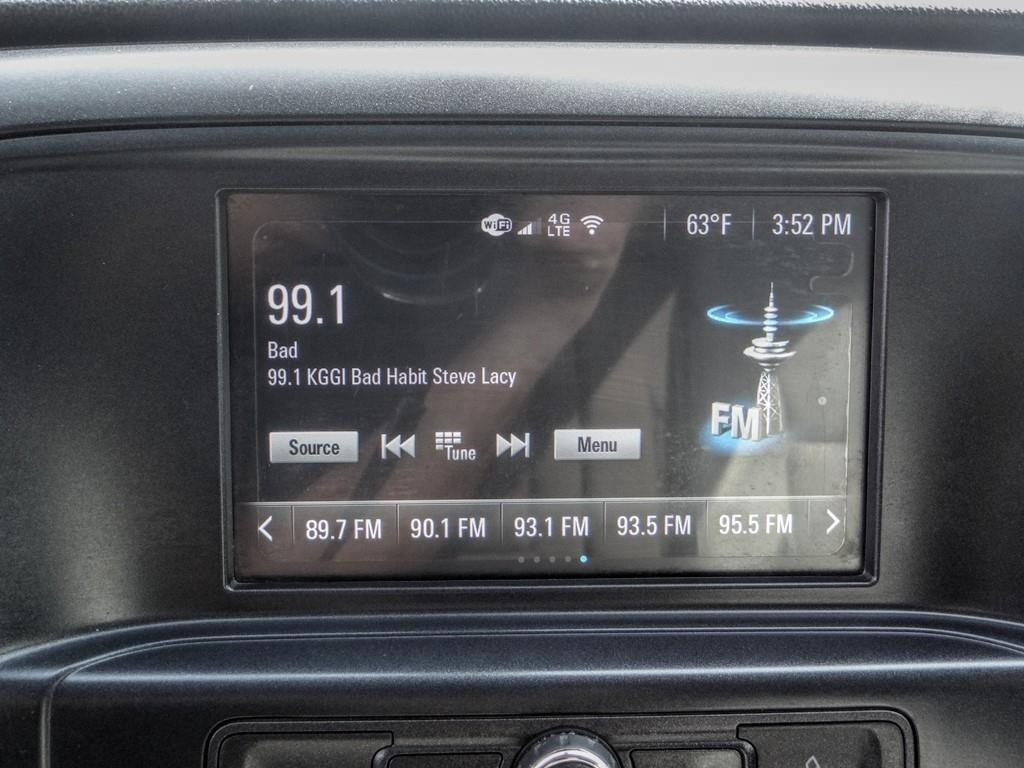 WiFi 4G LTE 63°F 3:52 PM
99.1
Bad
99.1 KGGI Bad Habit Steve Lacy
FM
Source Tune Menu
89.7 FM 90.1 FM 93.1 FM 93.5 FM 95.5 FM